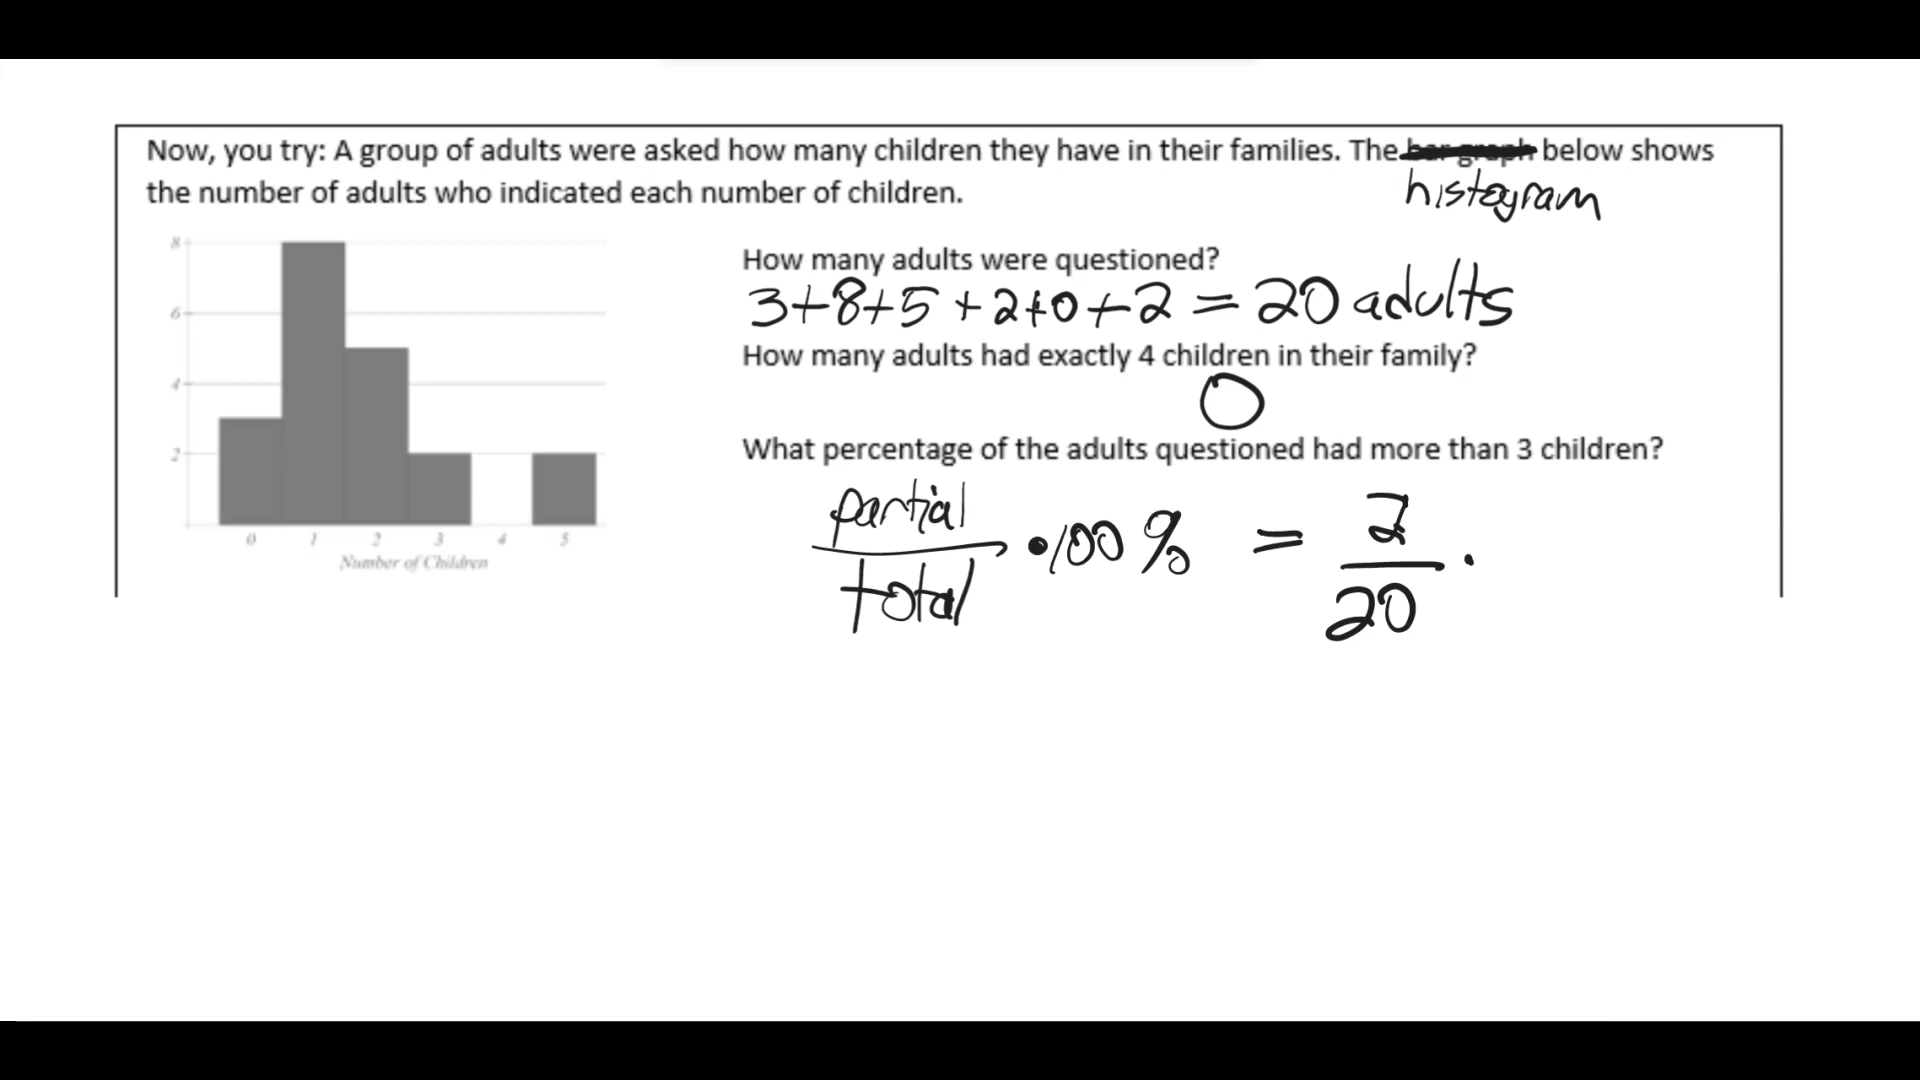 Now, you try: A group of adults were asked how many children they have in their families. The bar graph below shows
histogram
the number of adults who indicated each number of children.
8
6
4
2
0 1 2 3 4 5
Number of Children
How many adults were questioned?
3+8+5+2+0+2 = 20 adults
How many adults had exactly 4 children in their family?
0
What percentage of the adults questioned had more than 3 children?
partial
total
•100% =
2
20
.